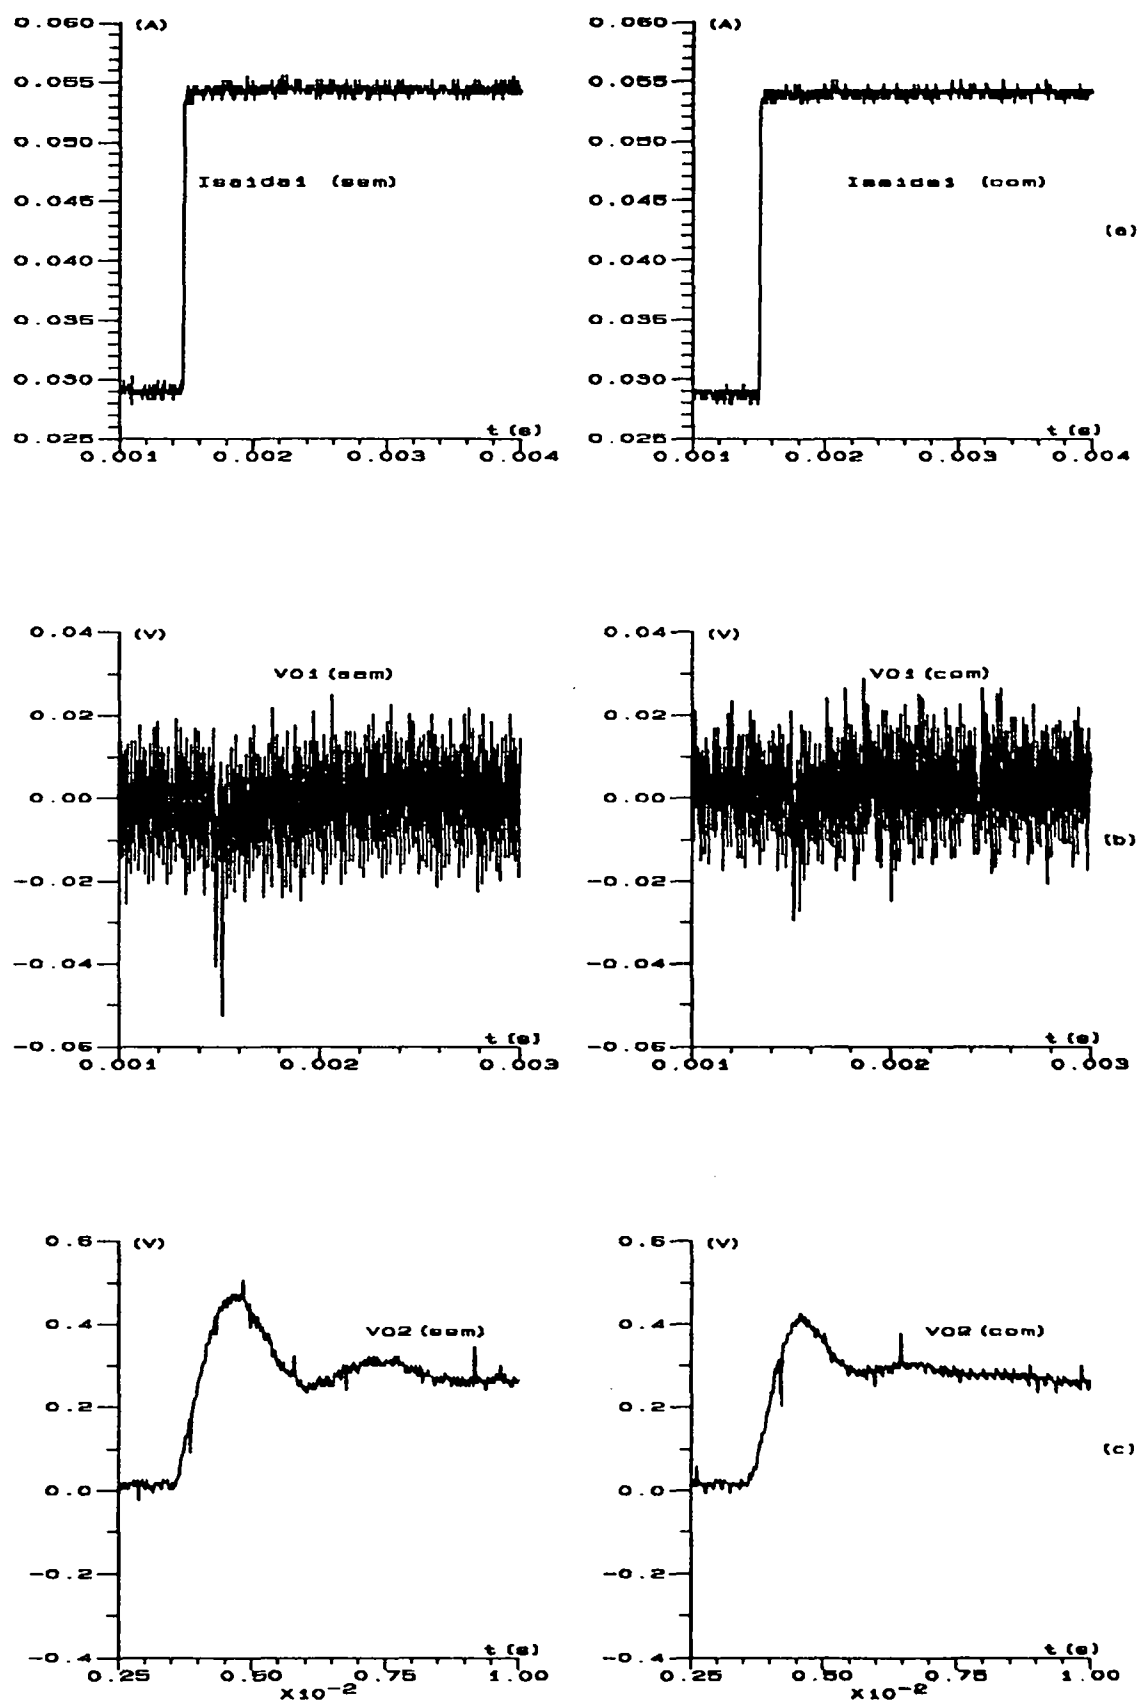 0.060 (A)
0.055
0.050
0.045
0.040
0.035
0.030
0.025
Isaida1 (sem)
t(s)
0.001 0.002 0.003 0.004
0.060 (A)
0.055
0.050
0.045
0.040
0.035
0.030
0.025
Isaida1 (com)
t(s)
0.001 0.002 0.003 0.004
(a)
0.04 (V)
0.02
0.00
-0.02
-0.04
-0.06
VO1(sem)
t(s)
0.001 0.002 0.003
0.04 (V)
0.02
0.00
-0.02
-0.04
-0.06
VO1(com)
t(s)
0.001 0.002 0.003
(b)
0.6 (V)
0.4
0.2
0.0
-0.2
-0.4
VO2(sem)
t(s)
0.25 0.50 0.75 1.00
X10-2
0.6 (V)
0.4
0.2
0.0
-0.2
-0.4
VO2(com)
t(s)
0.25 0.50 0.75 1.00
X10-2
(c)